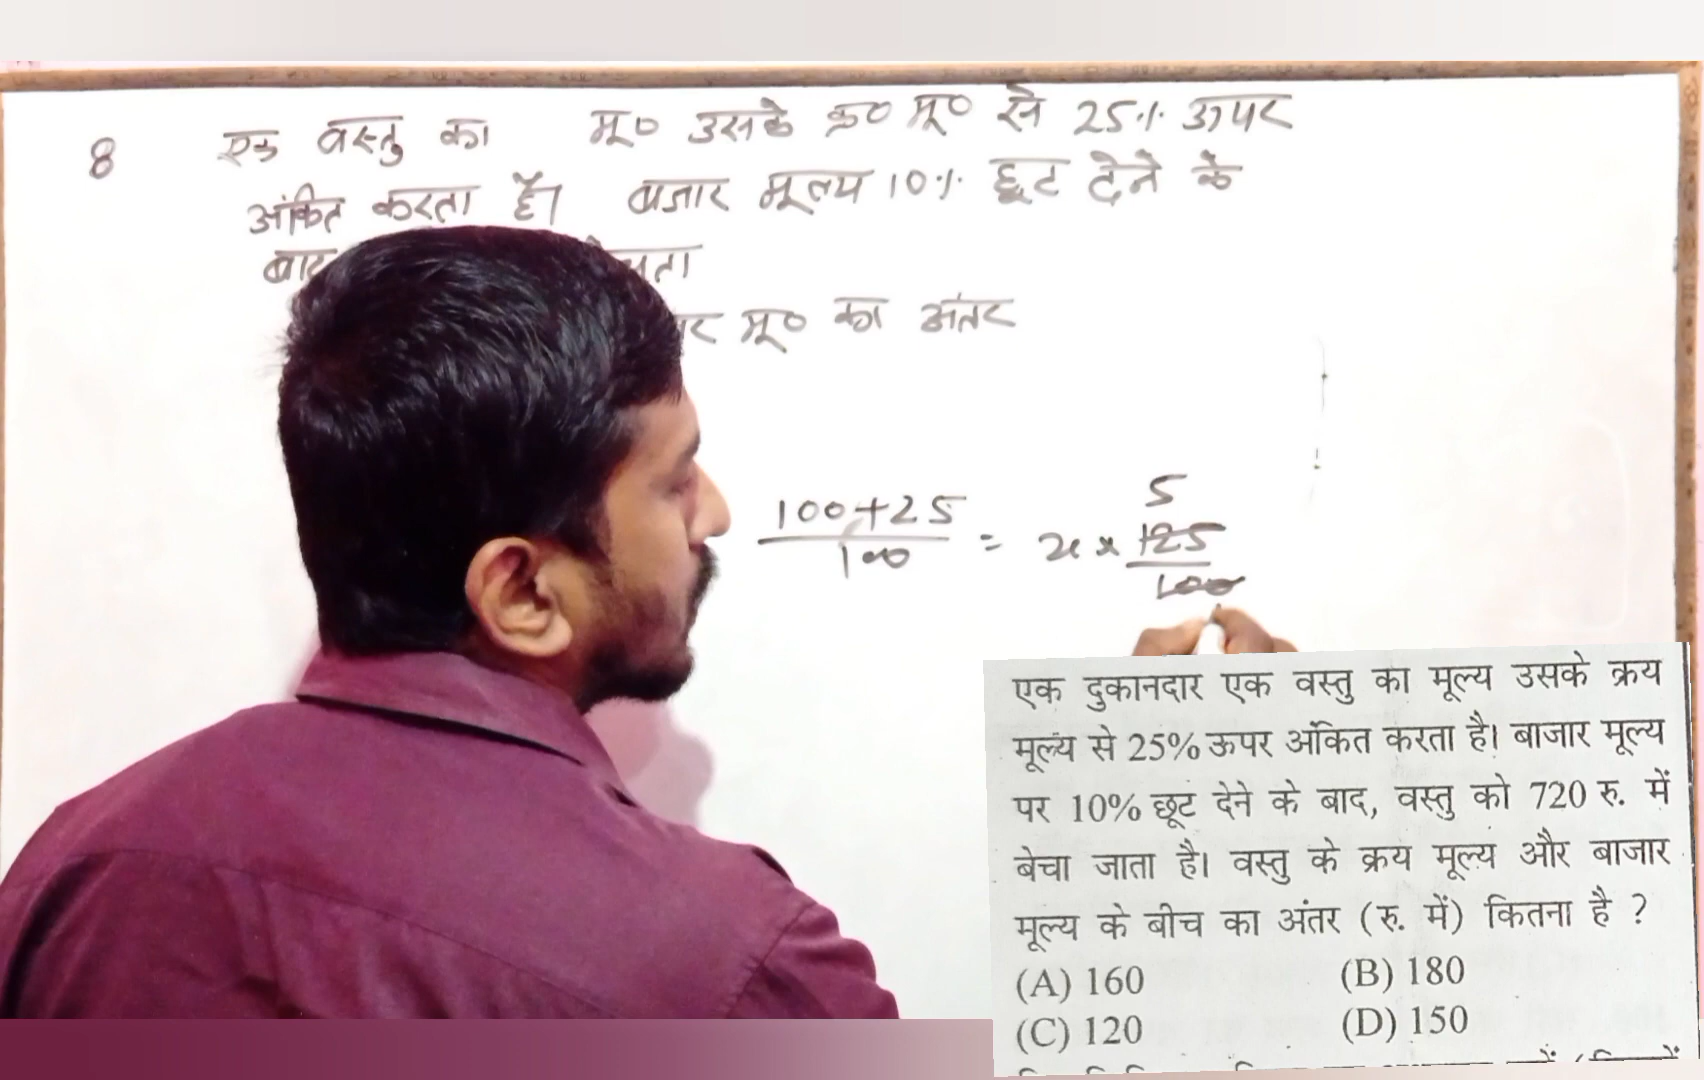 8 एक वस्तु का मू० उसके क्र० मू० से 25% ऊपर
अंकित करता है। बाजार मूल्य 10% छूट देने के
बाद
मू० का अंतर
100+25
100
= x × 125
100
5
एक दुकानदार एक वस्तु का मूल्य उसके क्रय
मूल्य से 25% ऊपर अंकित करता है। बाजार मूल्य
पर 10% छूट देने के बाद, वस्तु को 720 रु. में
बेचा जाता है। वस्तु के क्रय मूल्य और बाजार
मूल्य के बीच का अंतर (रु. में) कितना है ?
(A) 160 (B) 180
(C) 120 (D) 150